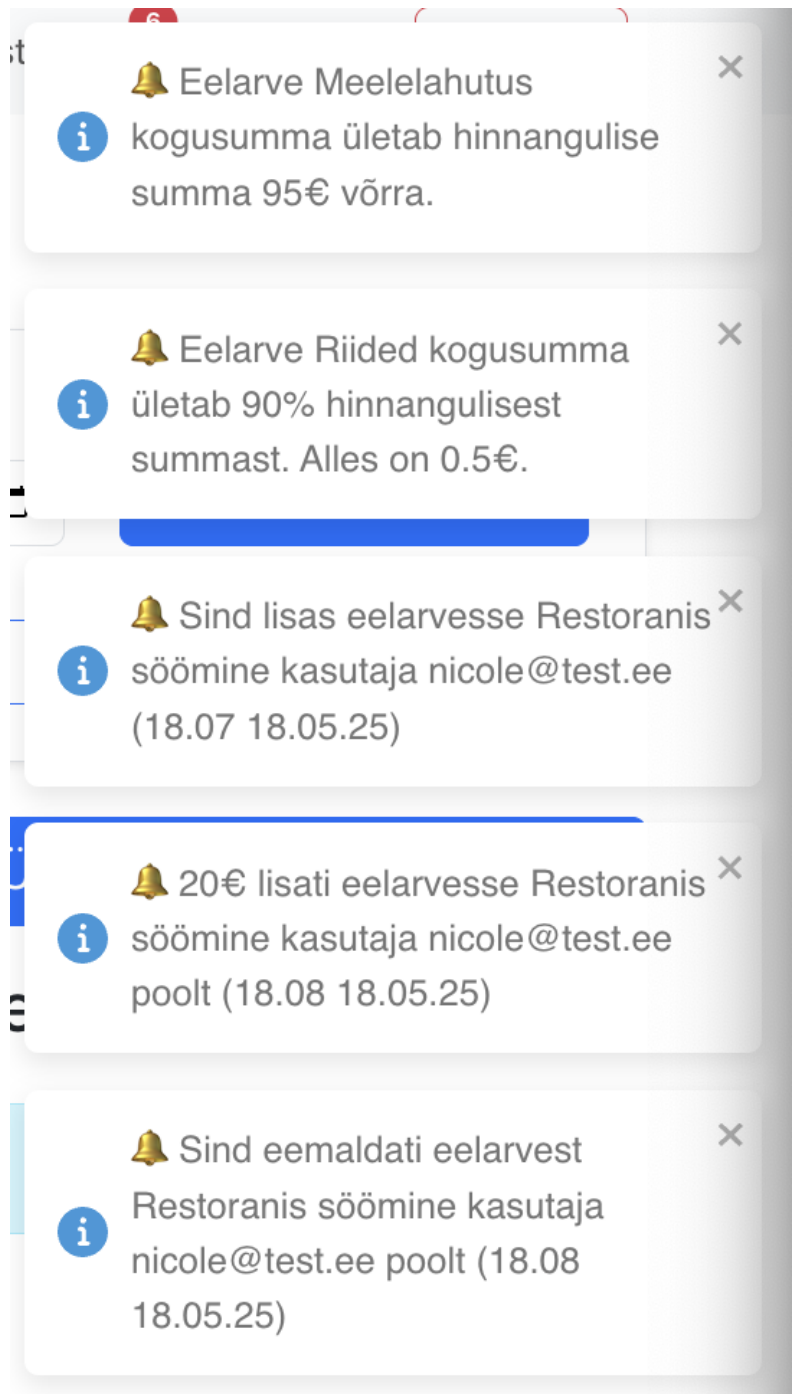 6
🔔 Eelarve Meelelahutus
kogusumma ületab hinnangulise
summa 95€ võrra.
🔔 Eelarve Riided kogusumma
ületab 90% hinnangulisest
summast. Alles on 0.5€.
🔔 Sind lisas eelarvesse Restoranis
söömine kasutaja nicole@test.ee
(18.07 18.05.25)
🔔 20€ lisati eelarvesse Restoranis
söömine kasutaja nicole@test.ee
poolt (18.08 18.05.25)
🔔 Sind eemaldati eelarvest
Restoranis söömine kasutaja
nicole@test.ee poolt (18.08
18.05.25)